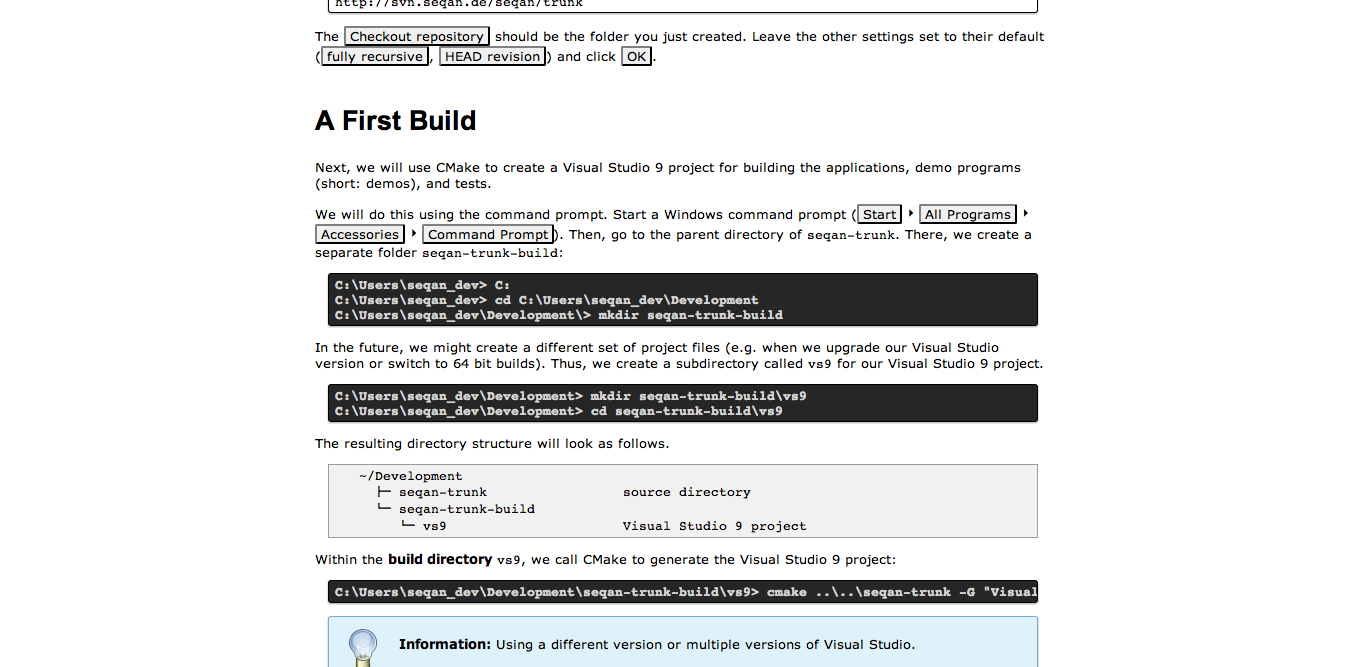 http://svn.seqan.de/seqan/trunk
The Checkout repository should be the folder you just created. Leave the other settings set to their default
(fully recursive, HEAD revision) and click OK.
A First Build
Next, we will use CMake to create a Visual Studio 9 project for building the applications, demo programs
(short: demos), and tests.
We will do this using the command prompt. Start a Windows command prompt (Start ‣ All Programs ‣
Accessories ‣ Command Prompt). Then, go to the parent directory of seqan-trunk. There, we create a
separate folder seqan-trunk-build:
C:\Users\seqan_dev> C:
C:\Users\seqan_dev> cd C:\Users\seqan_dev\Development
C:\Users\seqan_dev\Development\> mkdir seqan-trunk-build
In the future, we might create a different set of project files (e.g. when we upgrade our Visual Studio
version or switch to 64 bit builds). Thus, we create a subdirectory called vs9 for our Visual Studio 9 project.
C:\Users\seqan_dev\Development> mkdir seqan-trunk-build\vs9
C:\Users\seqan_dev\Development> cd seqan-trunk-build\vs9
The resulting directory structure will look as follows.
~/Development
├─ seqan-trunk source directory
└─ seqan-trunk-build
└─ vs9 Visual Studio 9 project
Within the build directory vs9, we call CMake to generate the Visual Studio 9 project:
C:\Users\seqan_dev\Development\seqan-trunk-build\vs9> cmake ..\..\seqan-trunk -G "Visual
Information: Using a different version or multiple versions of Visual Studio.